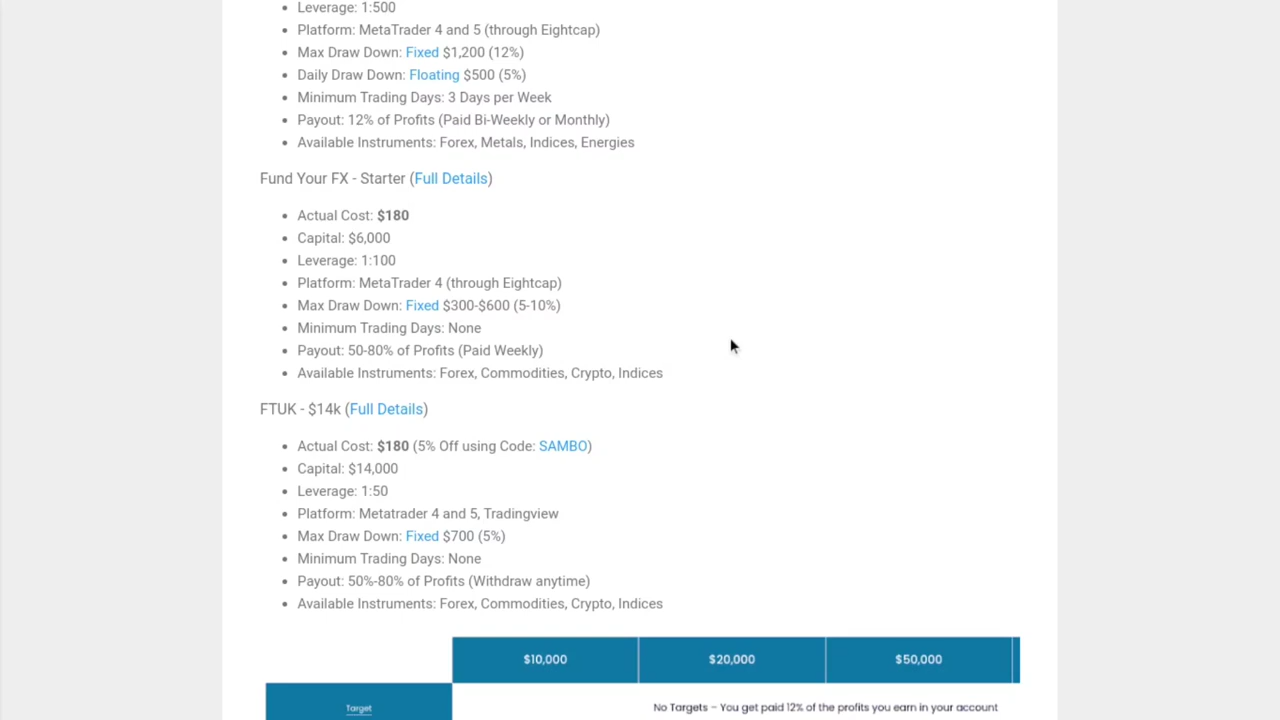 Leverage: 1:500
Platform: MetaTrader 4 and 5 (through Eightcap)
Max Draw Down: Fixed $1,200 (12%)
Daily Draw Down: Floating $500 (5%)
Minimum Trading Days: 3 Days per Week
Payout: 12% of Profits (Paid Bi-Weekly or Monthly)
Available Instruments: Forex, Metals, Indices, Energies
Fund Your FX - Starter (Full Details)
Actual Cost: $180
Capital: $6,000
Leverage: 1:100
Platform: MetaTrader 4 (through Eightcap)
Max Draw Down: Fixed $300-$600 (5-10%)
Minimum Trading Days: None
Payout: 50-80% of Profits (Paid Weekly)
Available Instruments: Forex, Commodities, Crypto, Indices
FTUK - $14k (Full Details)
Actual Cost: $180 (5% Off using Code: SAMBO)
Capital: $14,000
Leverage: 1:50
Platform: Metatrader 4 and 5, Tradingview
Max Draw Down: Fixed $700 (5%)
Minimum Trading Days: None
Payout: 50%-80% of Profits (Withdraw anytime)
Available Instruments: Forex, Commodities, Crypto, Indices
$10,000 $20,000 $50,000
Target No Targets – You get paid 12% of the profits you earn in your account